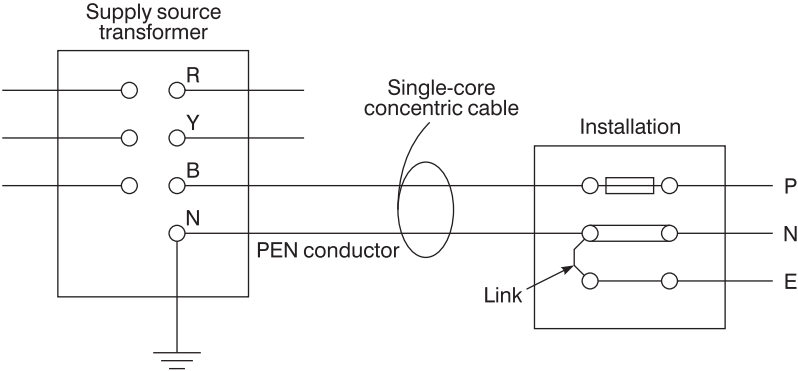 Supply source
transformer
R
Single-core
concentric cable
Y
Installation
B
P
N
N
PEN conductor
E
Link